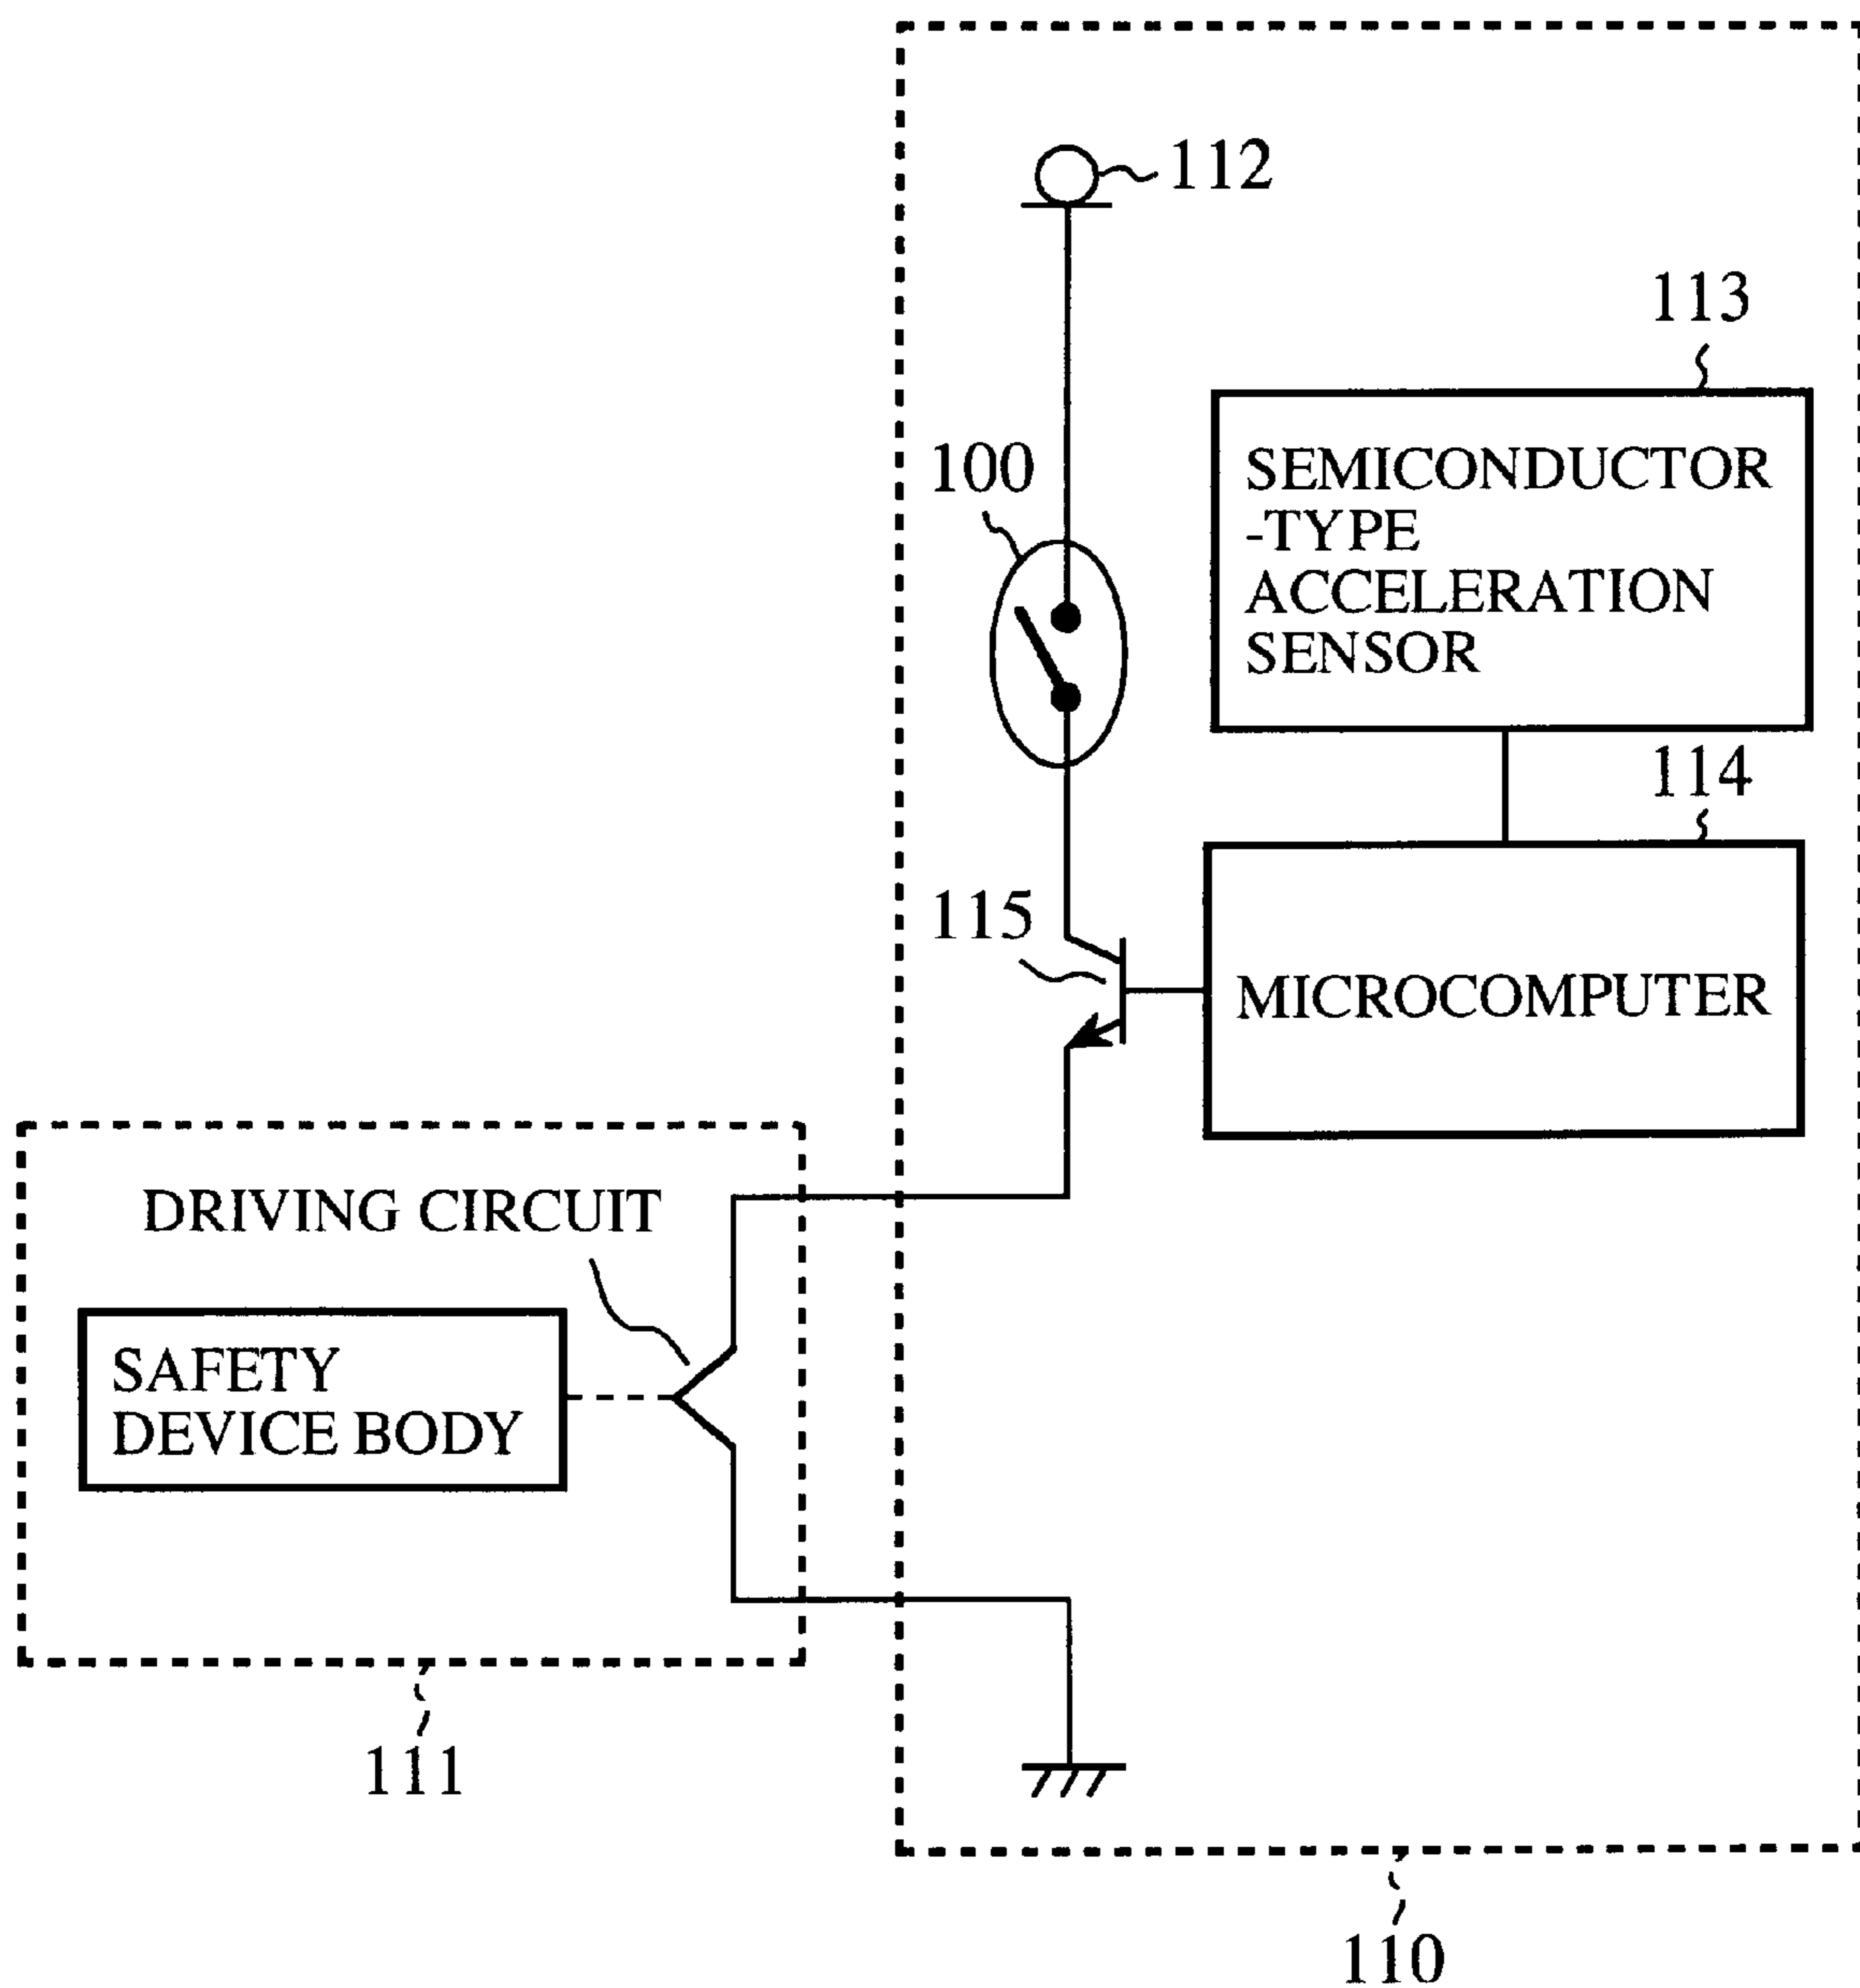 112
113
100
SEMICONDUCTOR
-TYPE
ACCELERATION
SENSOR
114
115
MICROCOMPUTER
DRIVING CIRCUIT
SAFETY
DEVICE BODY
111
110